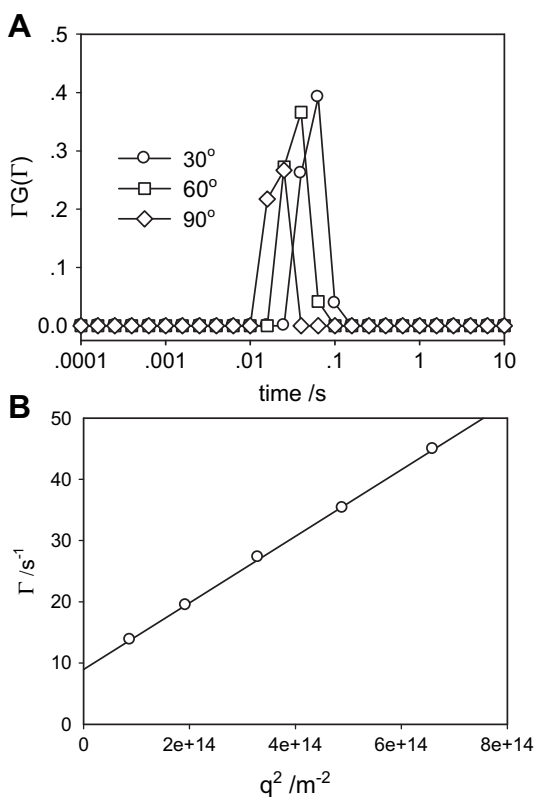 A
.5
.4
.3
.2
.1
0.0
ΓG(Γ)
30°
60°
90°
.0001 .001 .01 .1 1 10
time /s
B
50
40
30
20
10
0
Γ /s⁻¹
0 2e+14 4e+14 6e+14 8e+14
q² /m⁻²